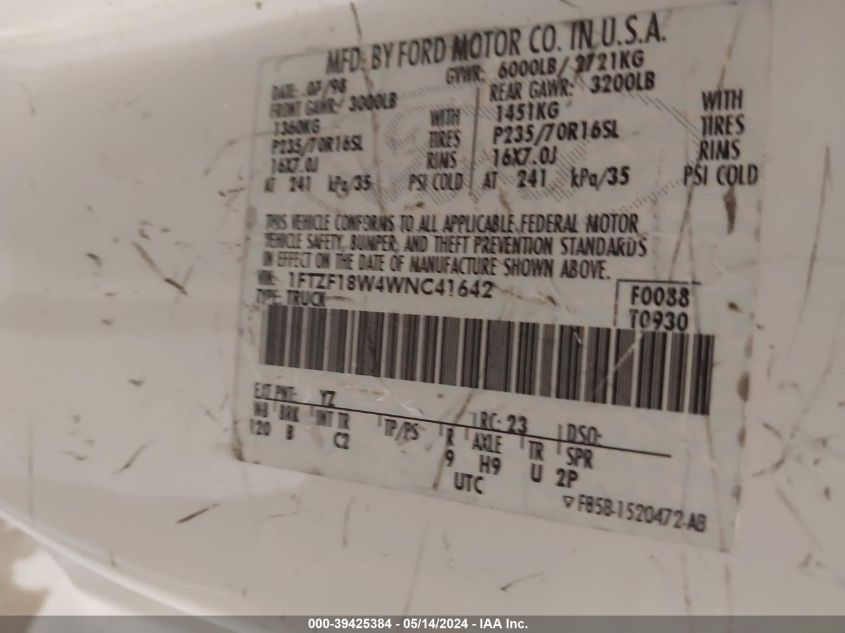 MFD. BY FORD MOTOR CO. IN U.S.A.
DATE: 07/98 GVWR: 6000LB / 2721KG
FRONT GAWR: 3000LB REAR GAWR: 3200LB
1360KG WITH 1451KG WITH
P235/70R16SL TIRES P235/70R16SL TIRES
16X7.0J RIMS 16X7.0J RIMS
AT 241 kPa/35 PSI COLD AT 241 kPa/35 PSI COLD
THIS VEHICLE CONFORMS TO ALL APPLICABLE FEDERAL MOTOR
VEHICLE SAFETY, BUMPER, AND THEFT PREVENTION STANDARDS
IN EFFECT ON THE DATE OF MANUFACTURE SHOWN ABOVE.
VIN: 1FTZF18W4WNC41642 F0088
TYPE: TRUCK T0930
EXT PNT: YZ RC: 23 DSO:
WB BRK INT TR TP/PS R AXLE TR SPR
120 B C2 9 H9 U 2P
UTC
▽ F85B-1520472-AB
000-39425384 - 05/14/2024 - IAA Inc.